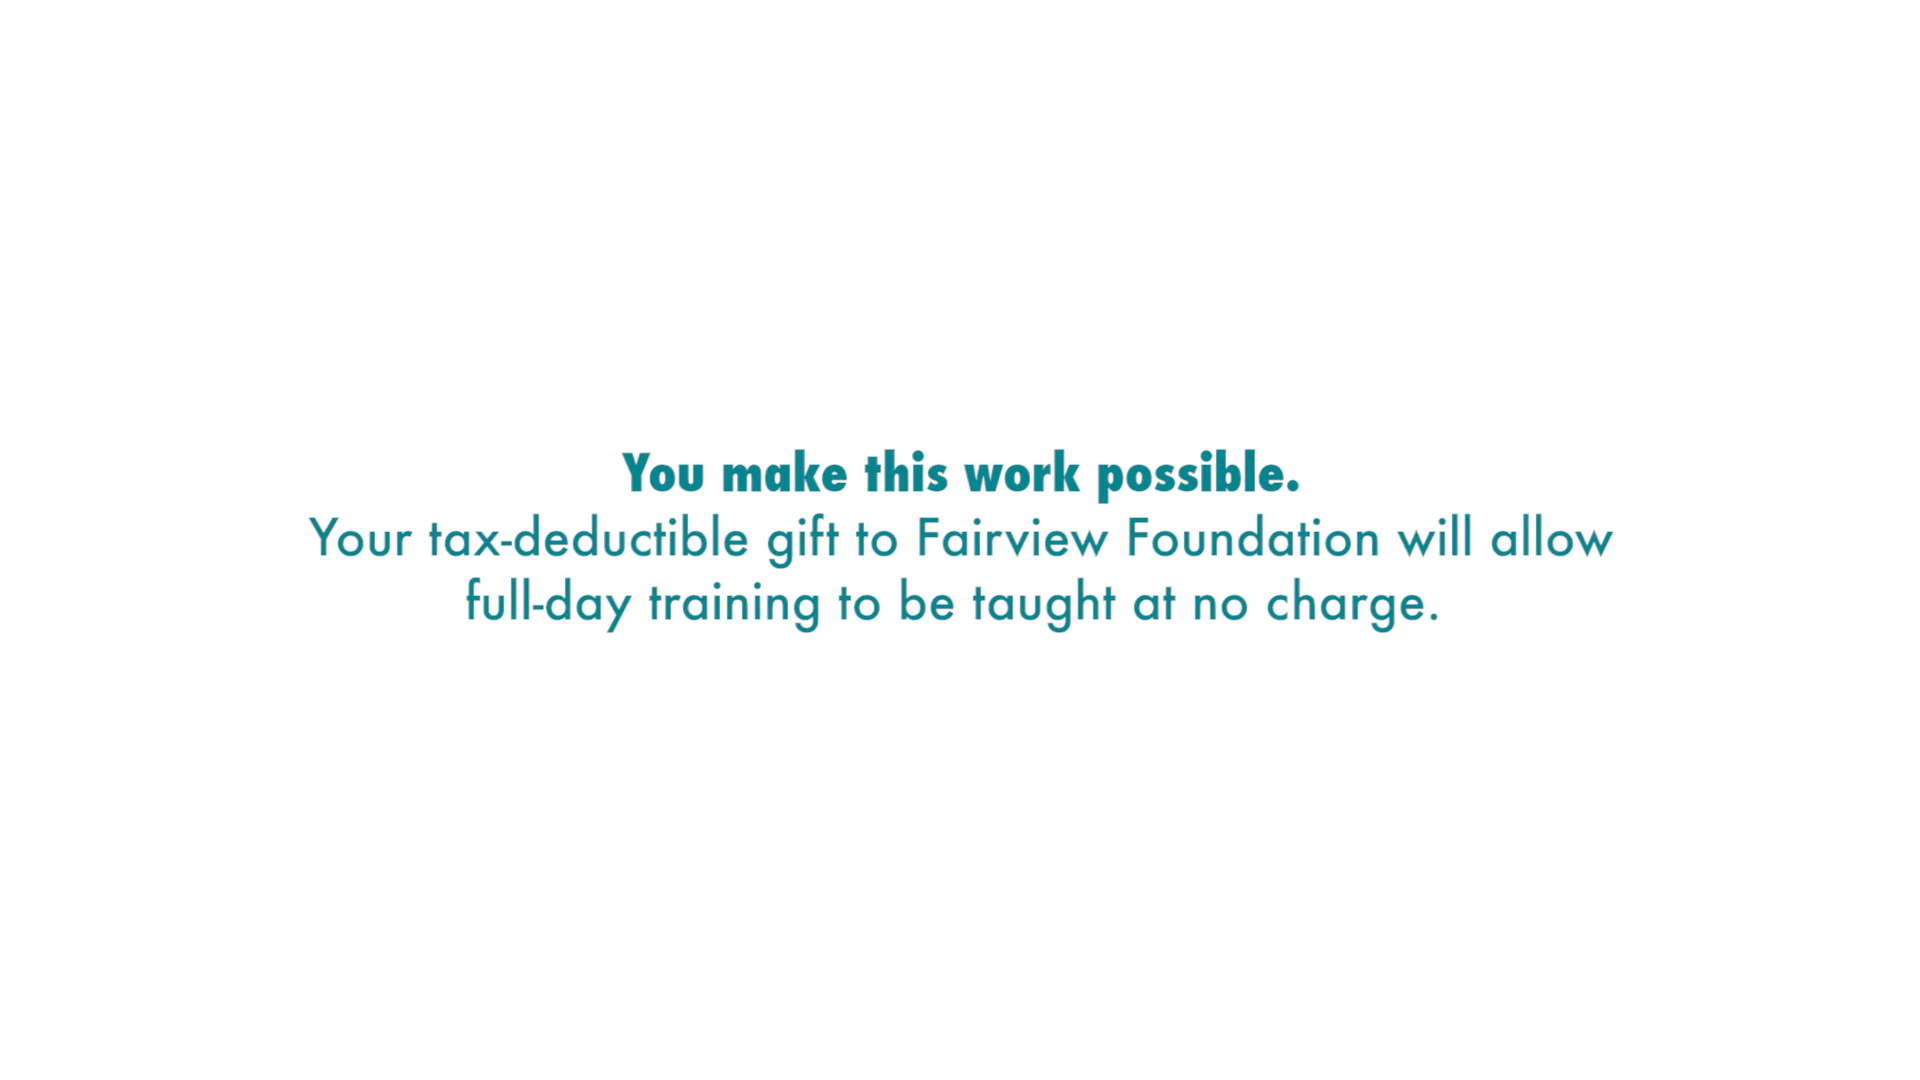 You make this work possible.
Your tax-deductible gift to Fairview Foundation will allow
full-day training to be taught at no charge.